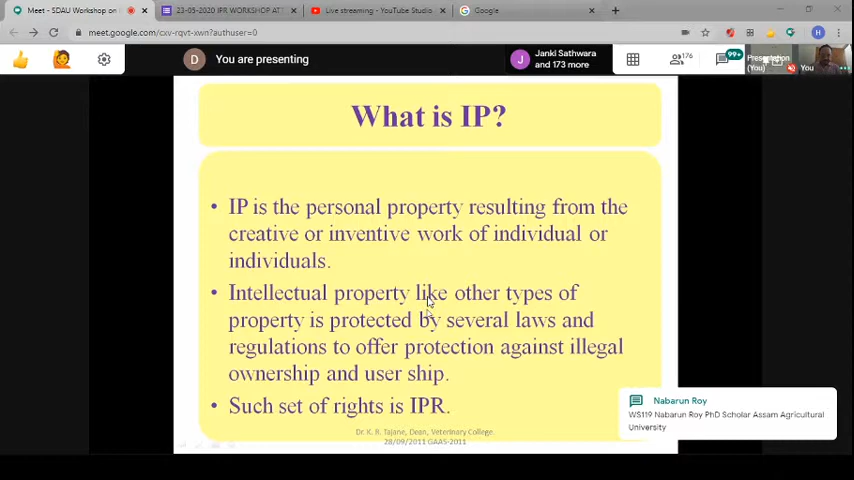 Meet - SDAU Workshop on
23-05-2020 IPR WORKSHOP ATT
Live streaming - YouTube Studio
Google
meet.google.com/cxv-rqvt-xwn?authuser=0
H
D
You are presenting
J
Janki Sathwara
and 173 more
176
99+
Presentation
(You)
You
What is IP?
• IP is the personal property resulting from the
creative or inventive work of individual or
individuals.
• Intellectual property like other types of
property is protected by several laws and
regulations to offer protection against illegal
ownership and user ship.
• Such set of rights is IPR.
Dr. K. R. Tajane, Dean, Veterinary College.
28/09/2011 GAAS-2011
Nabarun Roy
WS119 Nabarun Roy PhD Scholar Assam Agricultural
University